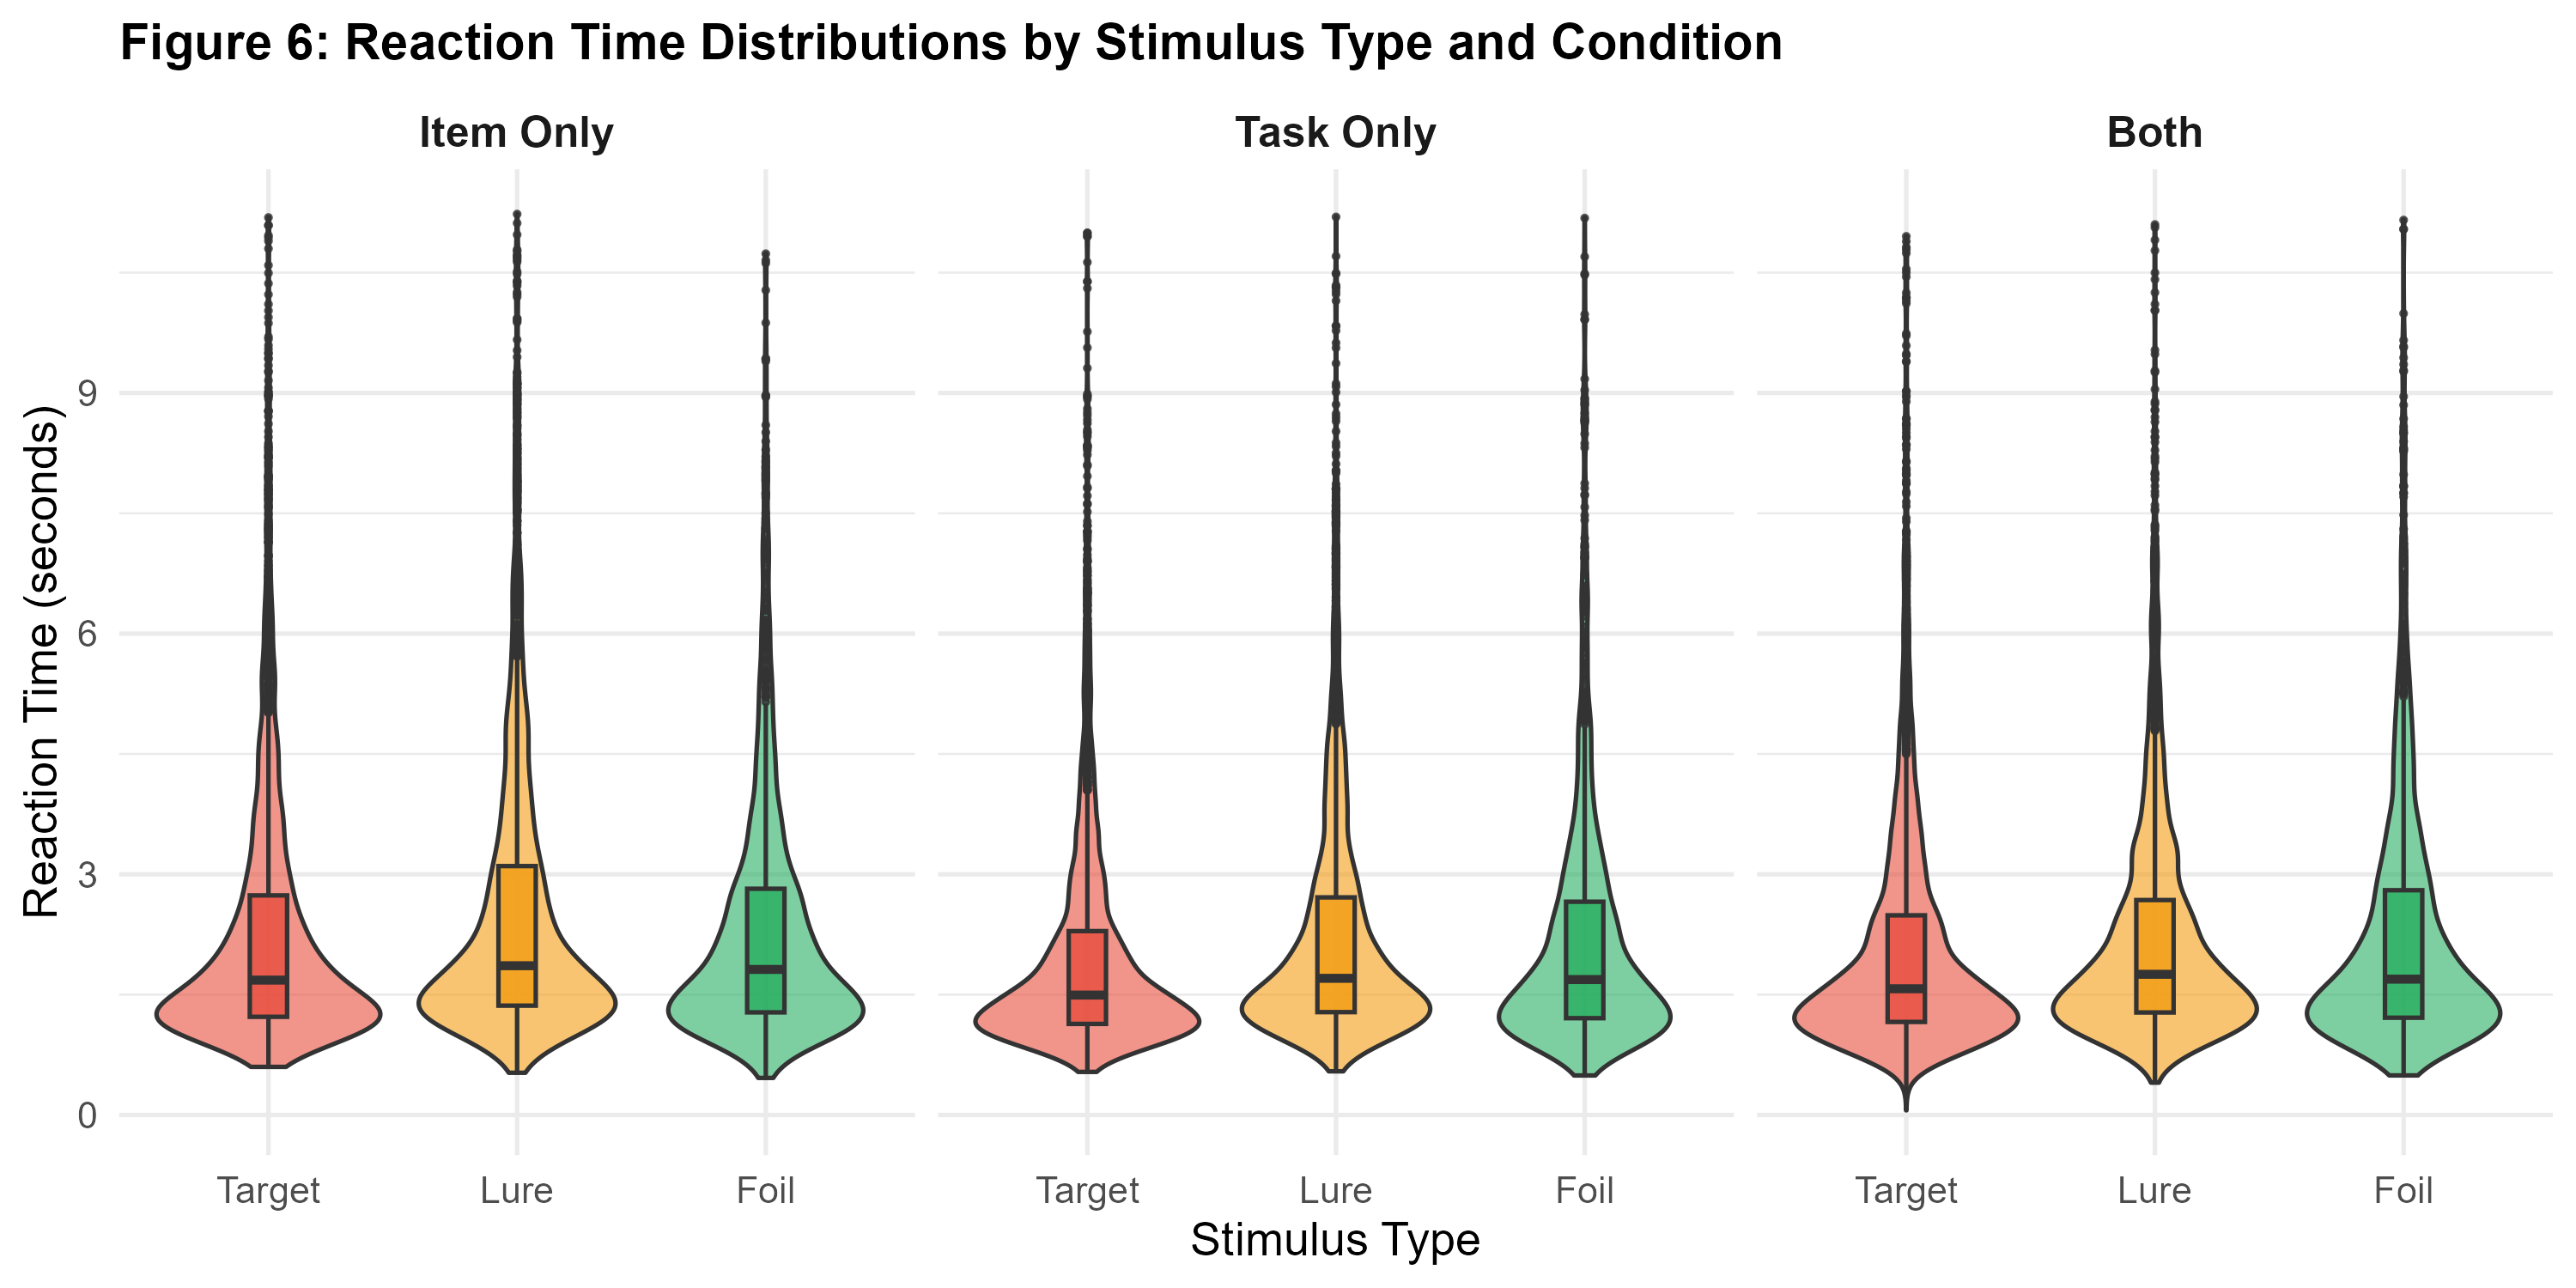 Figure 6: Reaction Time Distributions by Stimulus Type and Condition
Item Only
Task Only
Both
Reaction Time (seconds)
9
6
3
0
Target
Lure
Foil
Target
Lure
Foil
Target
Lure
Foil
Stimulus Type